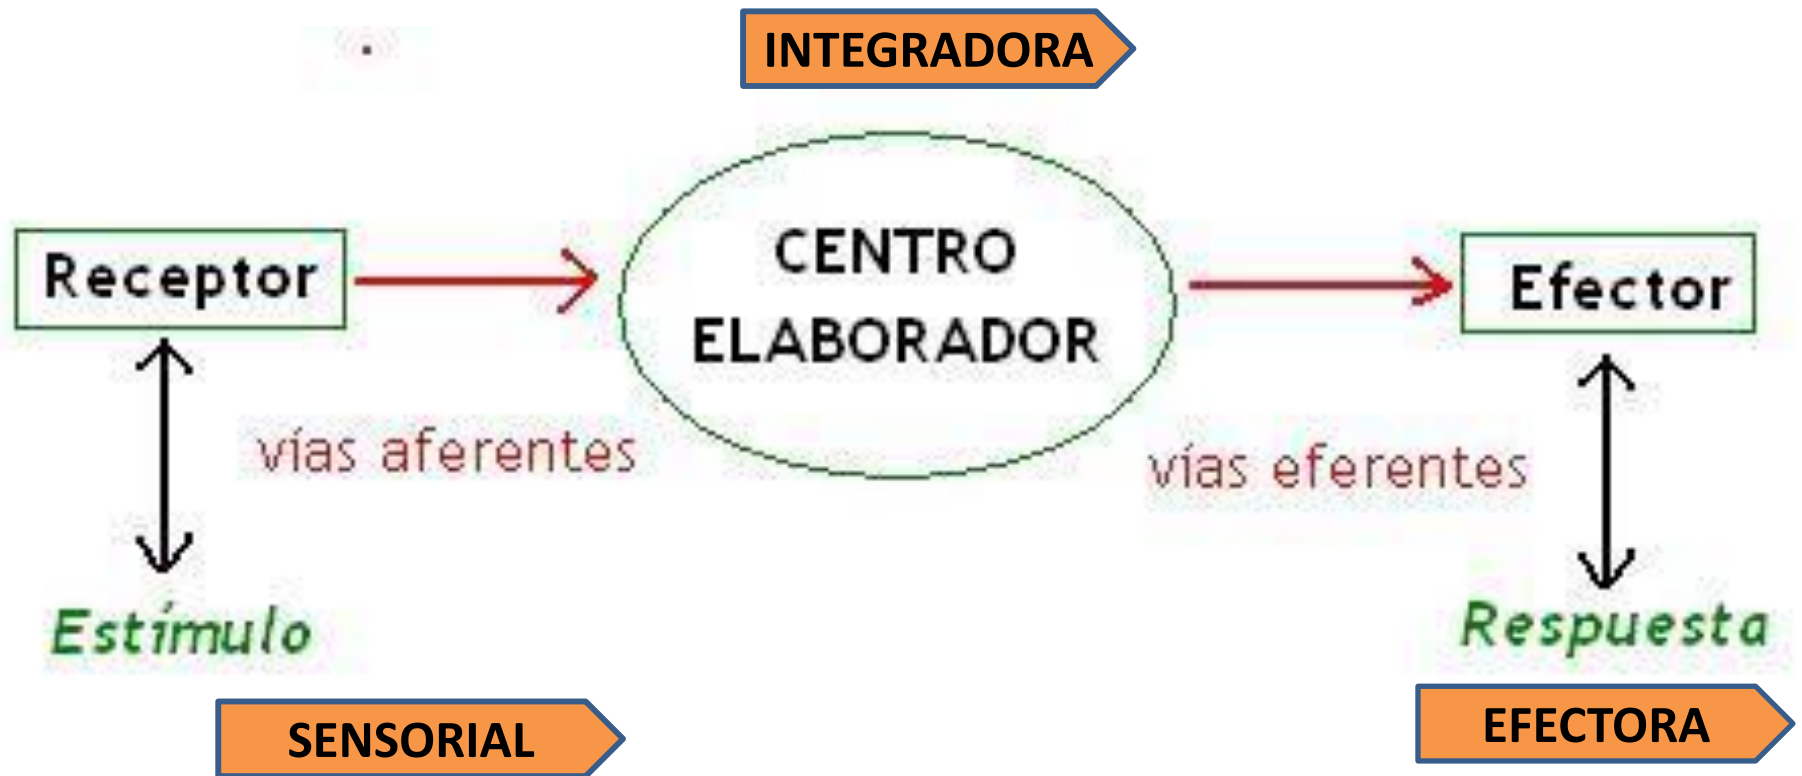 INTEGRADORA
CENTRO
ELABORADOR
Receptor
Efector
vías aferentes
vías eferentes
Estímulo
Respuesta
SENSORIAL
EFECTORA